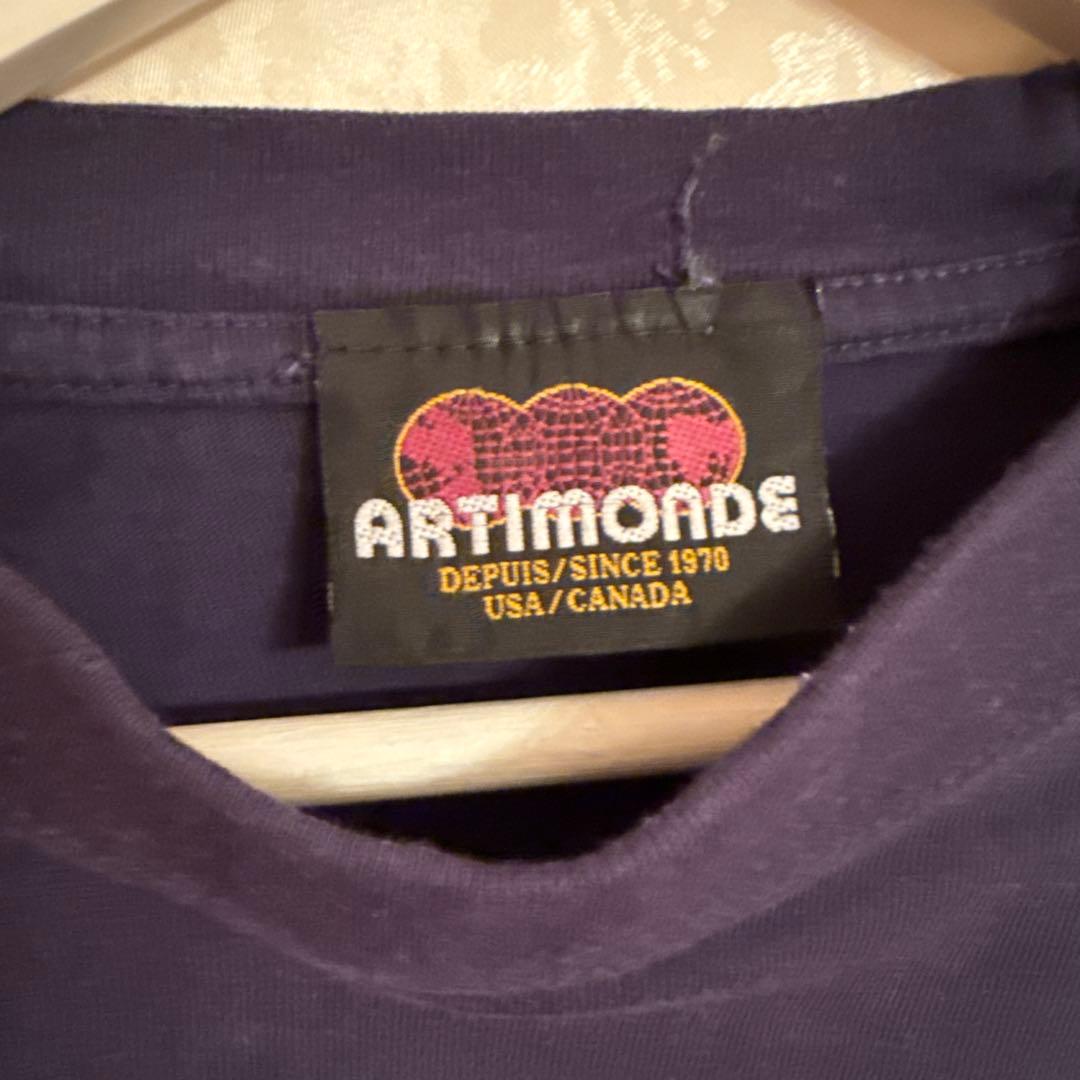 ARTIMONDE
DEPUIS/SINCE 1970
USA/CANADA